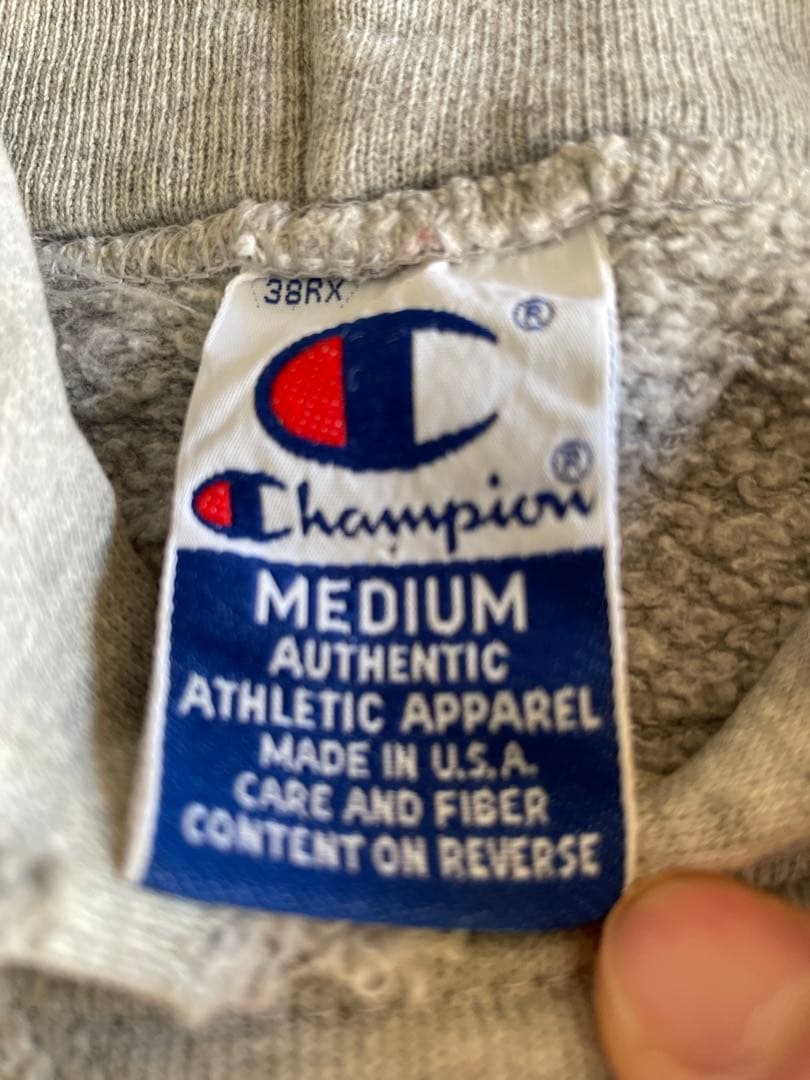 38RX
®
®
Champion
MEDIUM
AUTHENTIC
ATHLETIC APPAREL
MADE IN U.S.A.
CARE AND FIBER
CONTENT ON REVERSE